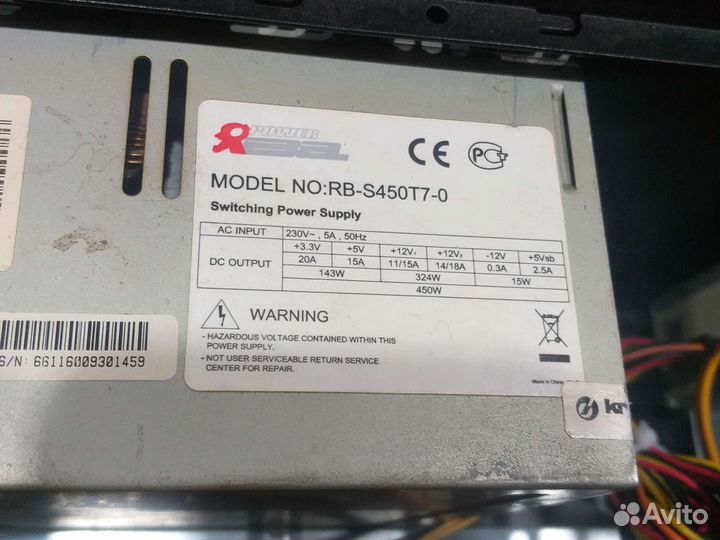 POWER
REBEL
CE
PCT
MODEL NO:RB-S450T7-0
Switching Power Supply
AC INPUT 230V~ , 5A , 50Hz
DC OUTPUT +3.3V +5V +12V1 +12V2 -12V +5Vsb
20A 15A 11/15A 14/18A 0.3A 2.5A
143W 324W 15W
450W
WARNING
- HAZARDOUS VOLTAGE CONTAINED WITHIN THIS
POWER SUPPLY.
- NOT USER SERVICEABLE RETURN SERVICE
CENTER FOR REPAIR.
Made in China
S/N: 66116009301459
kr
Avito